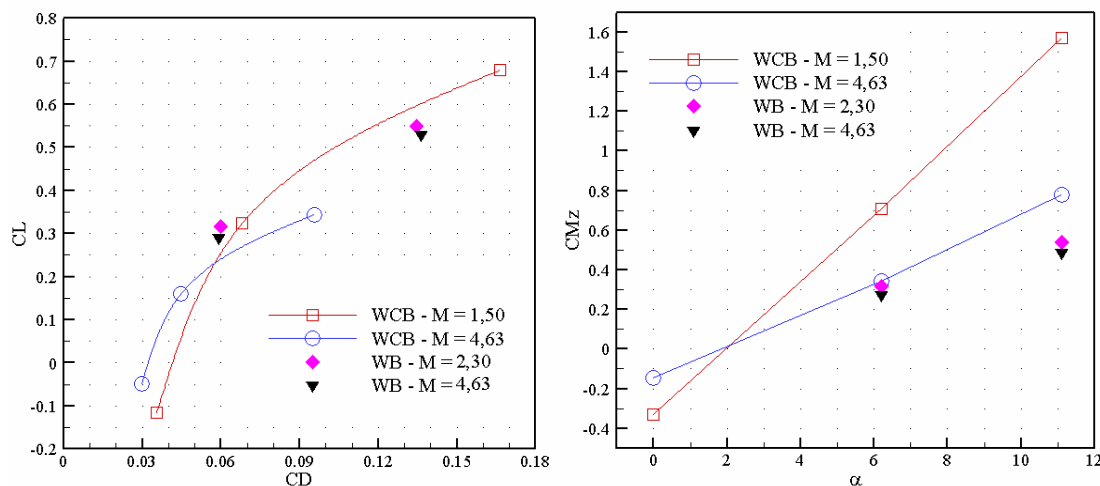 0.8
0.7
0.6
0.5
0.4
0.3
0.2
0.1
0
-0.1
-0.2
CL
0 0.03 0.06 0.09 0.12 0.15 0.18
CD
WCB - M = 1,50
WCB - M = 4,63
WB - M = 2,30
WB - M = 4,63
1.6
1.4
1.2
1
0.8
0.6
0.4
0.2
0
-0.2
-0.4
CMz
0 2 4 6 8 10 12
α
WCB - M = 1,50
WCB - M = 4,63
WB - M = 2,30
WB - M = 4,63